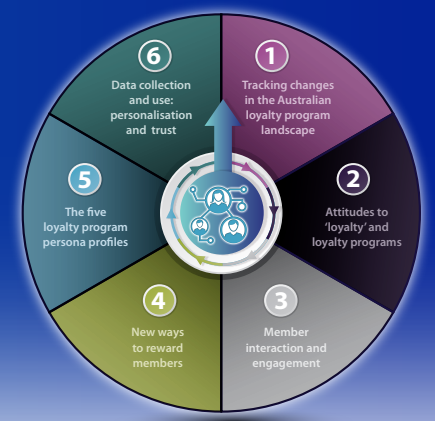 1
Tracking changes
in the Australian
loyalty program
landscape
2
Attitudes to
‘loyalty’ and
loyalty programs
3
Member
interaction and
engagement
4
New ways
to reward
members
5
The five
loyalty program
persona profiles
6
Data collection
and use:
personalisation
and trust